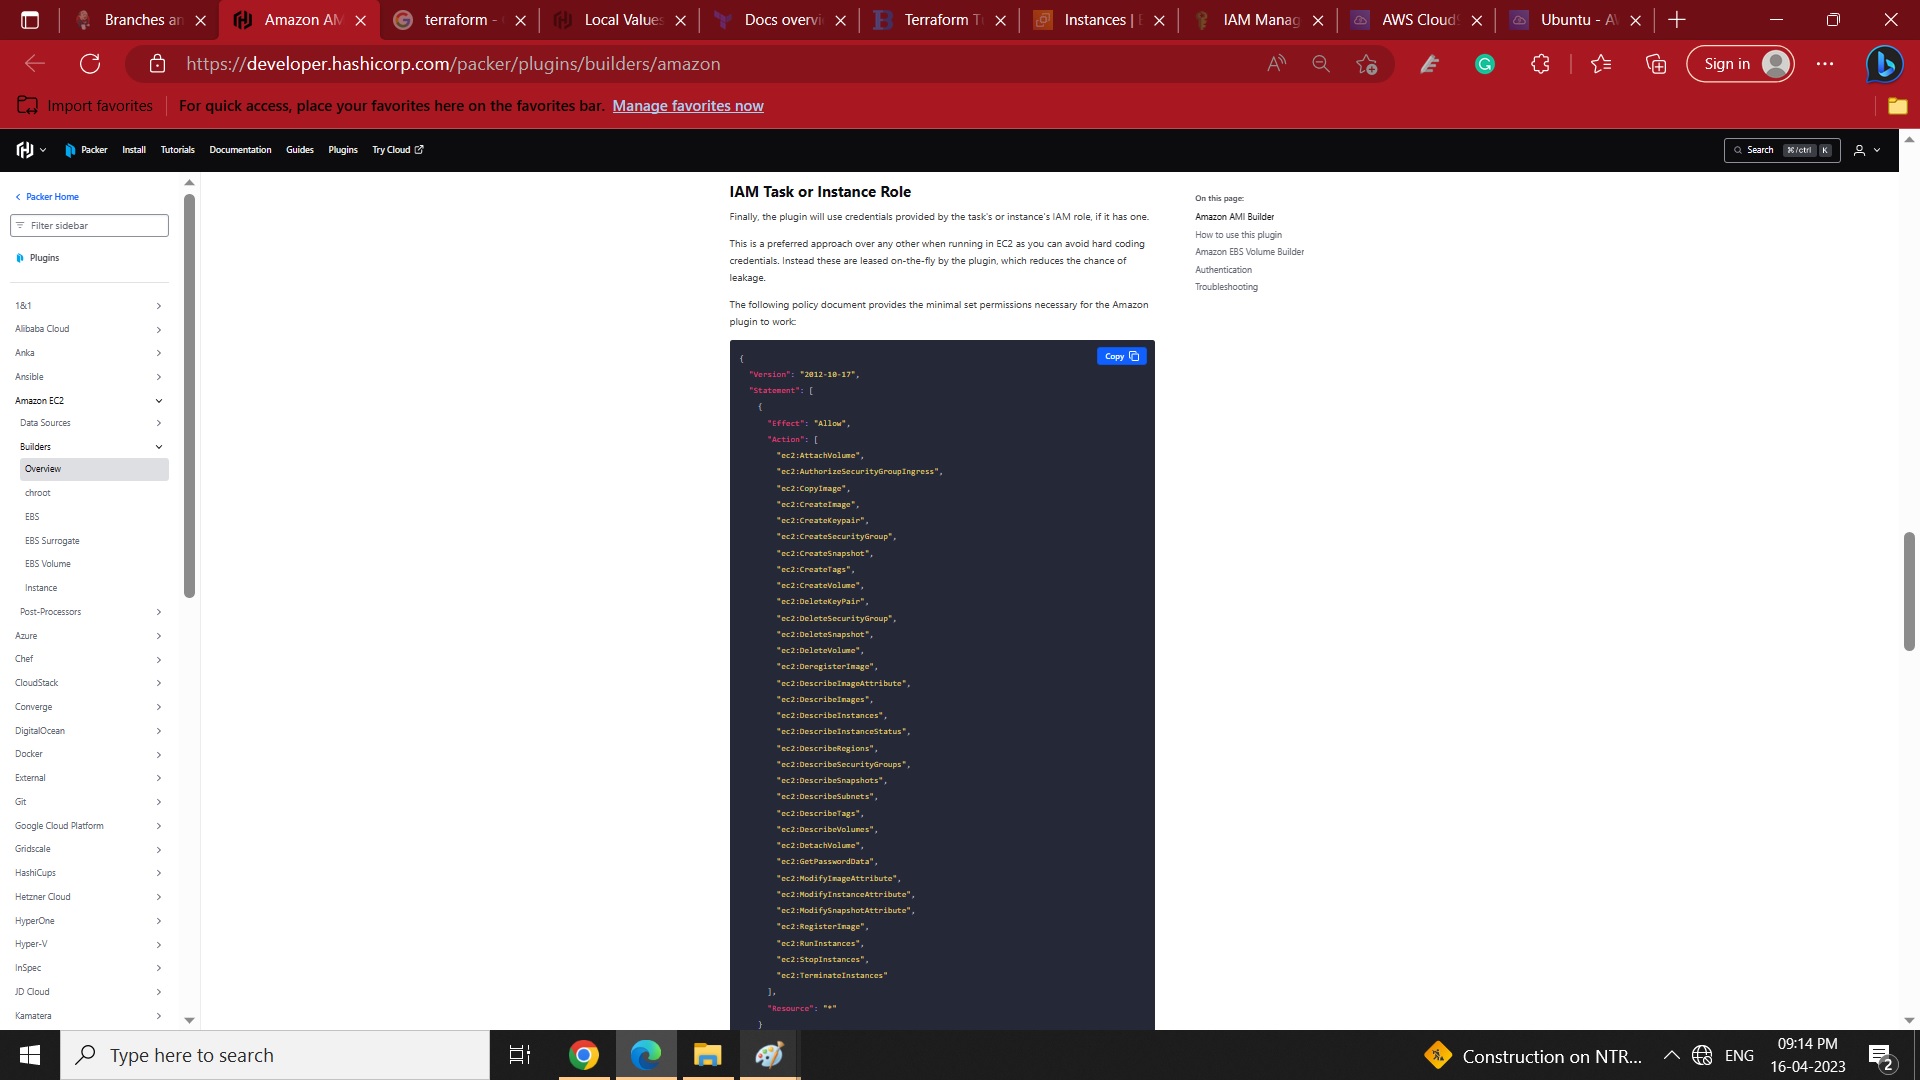 Branches an
Amazon AM
terraform -
Local Values
Docs overvi
Terraform Tu
Instances | E
IAM Manag
AWS Cloud
Ubuntu - A
https://developer.hashicorp.com/packer/plugins/builders/amazon
Sign in
Import favorites
For quick access, place your favorites here on the favorites bar. Manage favorites now
Packer
Install
Tutorials
Documentation
Guides
Plugins
Try Cloud
Search
⌘/ctrl
K
Packer Home
Filter sidebar
Plugins
1&1
Alibaba Cloud
Anka
Ansible
Amazon EC2
Data Sources
Builders
Overview
chroot
EBS
EBS Surrogate
EBS Volume
Instance
Post-Processors
Azure
Chef
CloudStack
Converge
DigitalOcean
Docker
External
Git
Google Cloud Platform
Gridscale
HashiCups
Hetzner Cloud
HyperOne
Hyper-V
InSpec
JD Cloud
Kamatera
IAM Task or Instance Role
Finally, the plugin will use credentials provided by the task's or instance's IAM role, if it has one.
This is a preferred approach over any other when running in EC2 as you can avoid hard coding
credentials. Instead these are leased on-the-fly by the plugin, which reduces the chance of
leakage.
The following policy document provides the minimal set permissions necessary for the Amazon
plugin to work:
Copy
{
"Version": "2012-10-17",
"Statement": [
{
"Effect": "Allow",
"Action": [
"ec2:AttachVolume",
"ec2:AuthorizeSecurityGroupIngress",
"ec2:CopyImage",
"ec2:CreateImage",
"ec2:CreateKeypair",
"ec2:CreateSecurityGroup",
"ec2:CreateSnapshot",
"ec2:CreateTags",
"ec2:CreateVolume",
"ec2:DeleteKeyPair",
"ec2:DeleteSecurityGroup",
"ec2:DeleteSnapshot",
"ec2:DeleteVolume",
"ec2:DeregisterImage",
"ec2:DescribeImageAttribute",
"ec2:DescribeImages",
"ec2:DescribeInstances",
"ec2:DescribeInstanceStatus",
"ec2:DescribeRegions",
"ec2:DescribeSecurityGroups",
"ec2:DescribeSnapshots",
"ec2:DescribeSubnets",
"ec2:DescribeTags",
"ec2:DescribeVolumes",
"ec2:DetachVolume",
"ec2:GetPasswordData",
"ec2:ModifyImageAttribute",
"ec2:ModifyInstanceAttribute",
"ec2:ModifySnapshotAttribute",
"ec2:RegisterImage",
"ec2:RunInstances",
"ec2:StopInstances",
"ec2:TerminateInstances"
],
"Resource": "*"
}
On this page:
Amazon AMI Builder
How to use this plugin
Amazon EBS Volume Builder
Authentication
Troubleshooting
Type here to search
Construction on NTR...
ENG
09:14 PM
16-04-2023
2